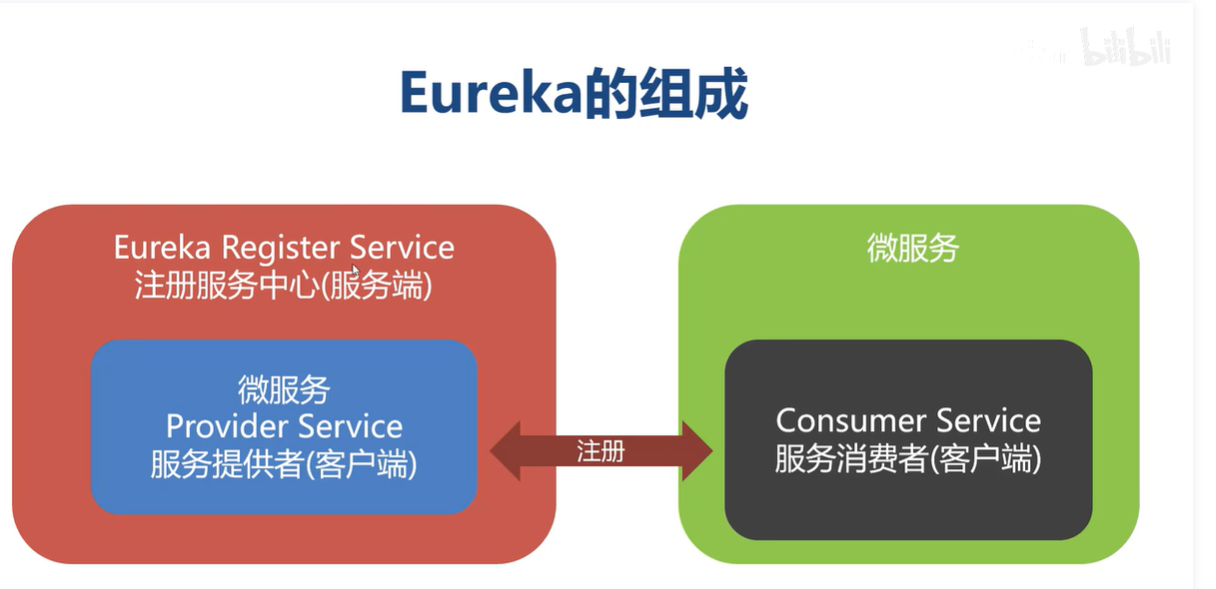 bilibili
Eureka的组成
Eureka Register Service
注册服务中心(服务端)
微服务
Provider Service
服务提供者(客户端)
注册
微服务
Consumer Service
服务消费者(客户端)